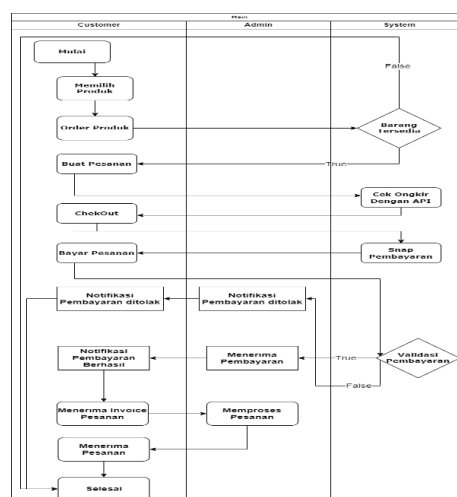 Main
Customer
Admin
System
Mulai
False
Memilih
Produk
Order Produk
Barang
Tersedia
Buat Pesanan
True
Cek Ongkir
Dengan API
ChekOut
Bayar Pesanan
Snap
Pembayaran
Notifikasi
Pembayaran ditolak
Notifikasi
Pembayaran ditolak
Notifikasi
Pembayaran
Berhasil
Menerima
Pembayaran
True
Validasi
Pembayaran
False
Menerima Invoice
Pesanan
Memproses
Pesanan
Menerima
Pesanan
Selesai